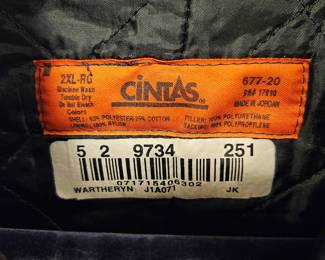 2XL-RG
Machine Wash
Tumble Dry
Do Not Bleach
Colors
CINTAS
677-20
MADE IN JORDAN
SHELL: 65% POLYESTER/35% COTTON
LINING: 100% NYLON
FILLER: 100% POLYURETHANE
BACKING: 100% POLYPROPYLENE
5 2 9734 251
071715406302
WARTHERYN J1A071 JK